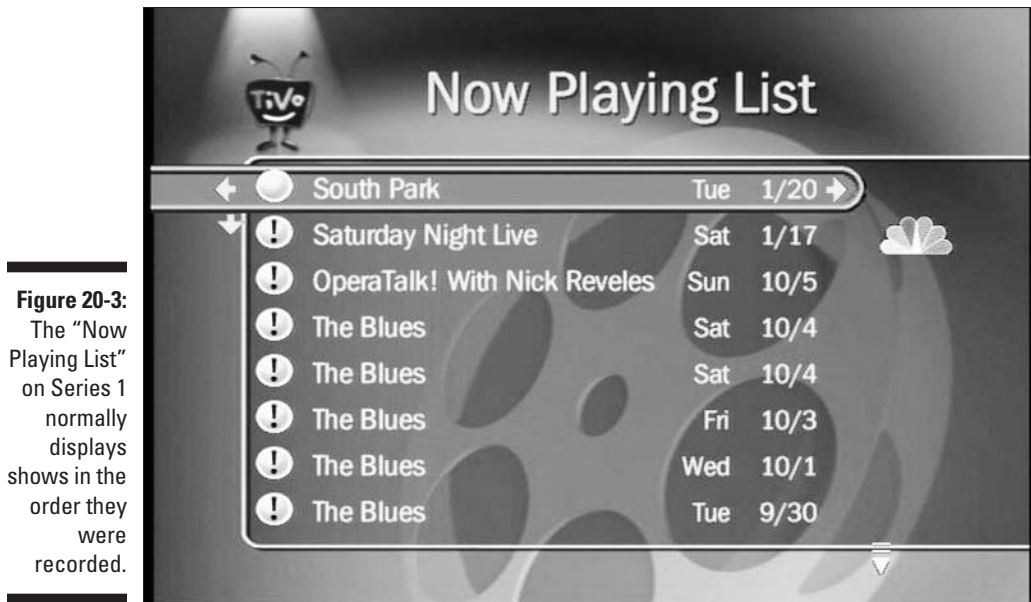 TiVo
Now Playing List
South Park Tue 1/20
! Saturday Night Live Sat 1/17
! OperaTalk! With Nick Reveles Sun 10/5
! The Blues Sat 10/4
! The Blues Sat 10/4
! The Blues Fri 10/3
! The Blues Wed 10/1
! The Blues Tue 9/30
Figure 20-3:
The “Now
Playing List”
on Series 1
normally
displays
shows in the
order they
were
recorded.